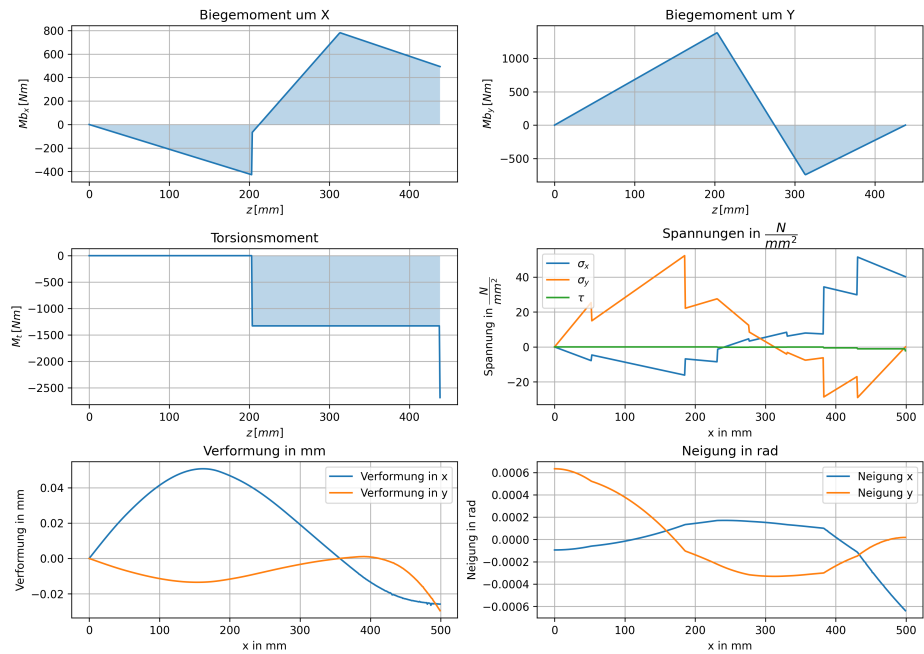 Biegemoment um X
800
600
400
200
0
−200
−400
Mb_x [Nm]
0 100 200 300 400
z [mm]
Biegemoment um Y
1000
500
0
−500
Mb_y [Nm]
0 100 200 300 400
z [mm]
Torsionsmoment
0
−500
−1000
−1500
−2000
−2500
M_t [Nm]
0 100 200 300 400
z [mm]
Spannungen in N/mm²
σ_x
σ_y
τ
40
20
0
−20
Spannung in N/mm²
0 100 200 300 400 500
x in mm
Verformung in mm
Verformung in x
Verformung in y
0.04
0.02
0.00
−0.02
Verformung in mm
0 100 200 300 400 500
x in mm
Neigung in rad
Neigung x
Neigung y
0.0006
0.0004
0.0002
0.0000
−0.0002
−0.0004
−0.0006
Neigung in rad
0 100 200 300 400 500
x in mm